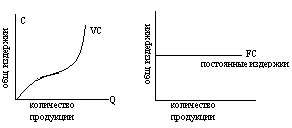 C
VC
общ издержки
Q
количество
продукции
общ издержки
FC
постоянные издержки
количество
продукции